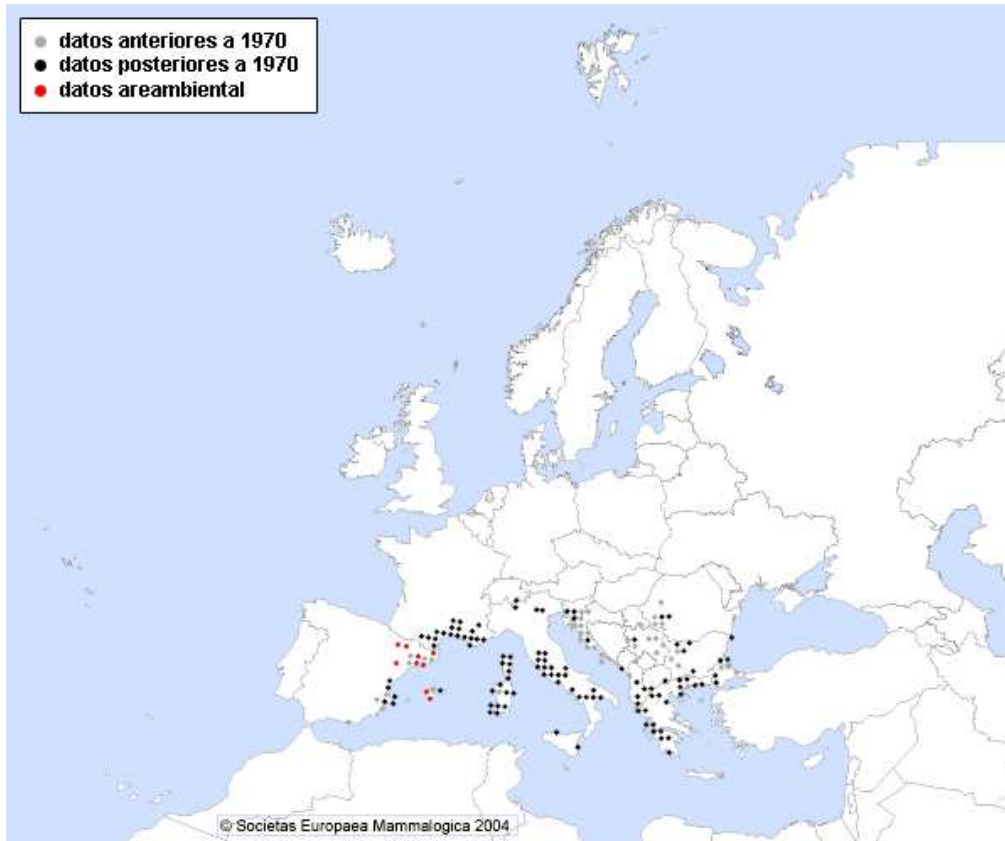 datos anteriores a 1970
datos posteriores a 1970
datos areambiental
© Societas Europaea Mammalogica 2004